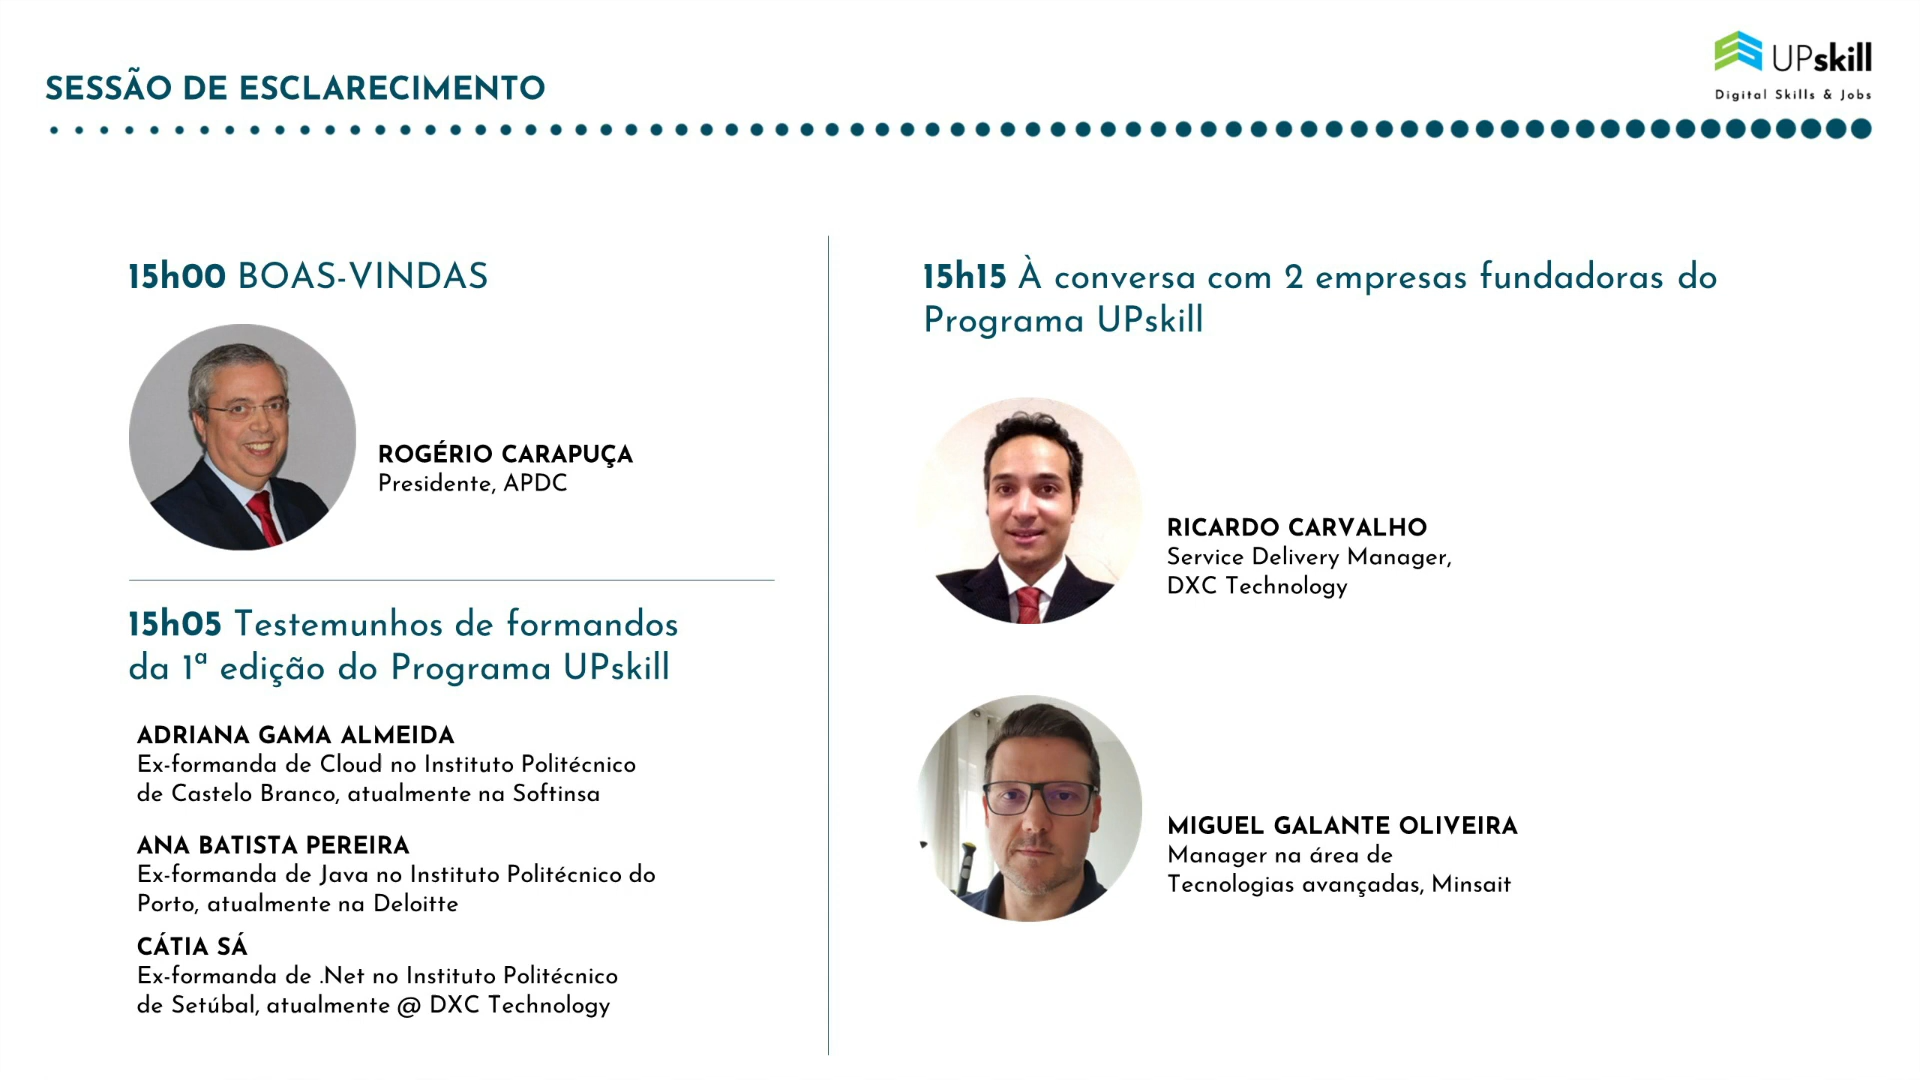 SESSÃO DE ESCLARECIMENTO
UPskill
Digital Skills & Jobs
15h00 BOAS-VINDAS
ROGÉRIO CARAPUÇA
Presidente, APDC
15h05 Testemunhos de formandos
da 1ª edição do Programa UPskill
ADRIANA GAMA ALMEIDA
Ex-formanda de Cloud no Instituto Politécnico
de Castelo Branco, atualmente na Softinsa
ANA BATISTA PEREIRA
Ex-formanda de Java no Instituto Politécnico do
Porto, atualmente na Deloitte
CÁTIA SÁ
Ex-formanda de .Net no Instituto Politécnico
de Setúbal, atualmente @ DXC Technology
15h15 À conversa com 2 empresas fundadoras do
Programa UPskill
RICARDO CARVALHO
Service Delivery Manager,
DXC Technology
MIGUEL GALANTE OLIVEIRA
Manager na área de
Tecnologias avançadas, Minsait